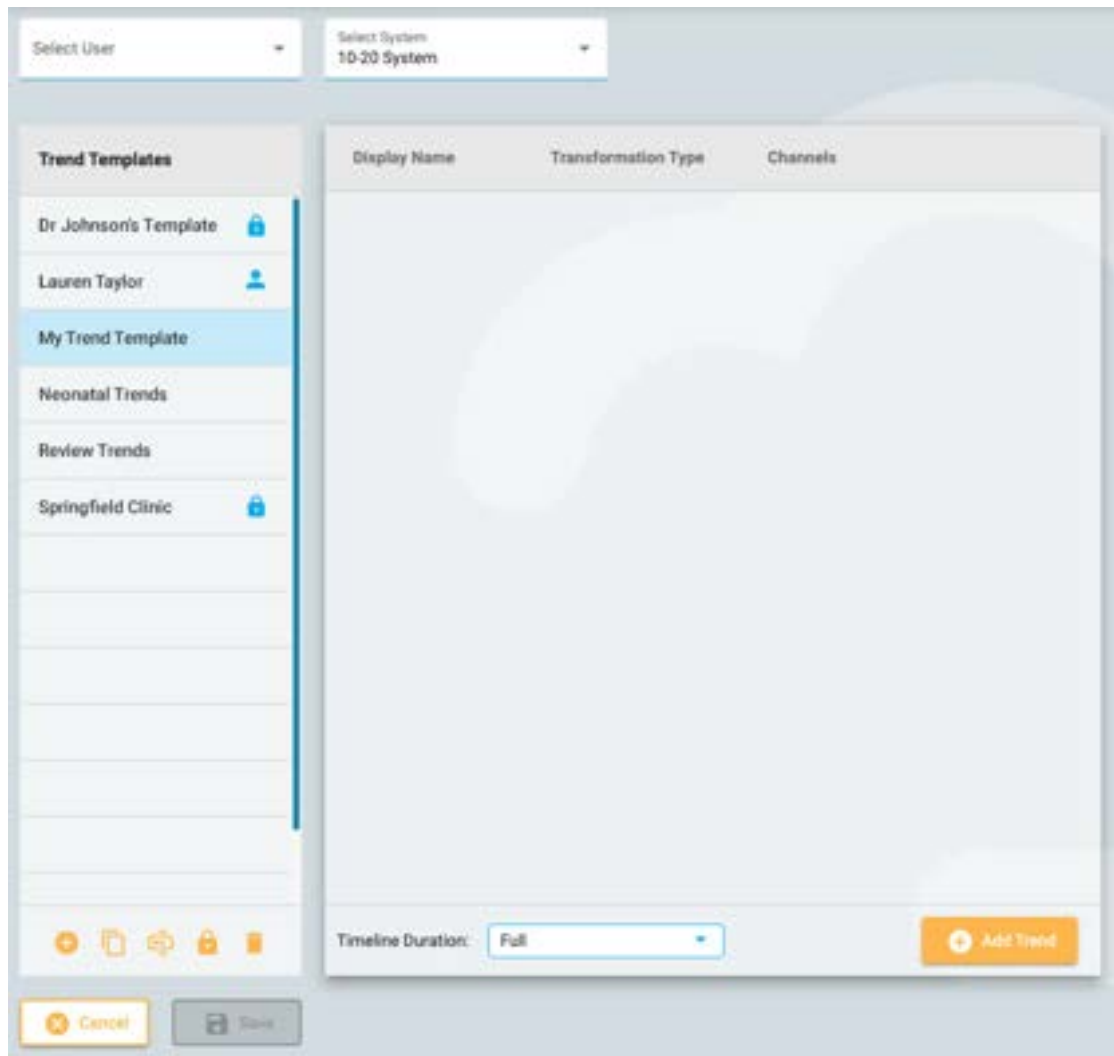 Select User
Select System
10-20 System
Trend Templates
Display Name Transformation Type Channels
Dr Johnson's Template
Lauren Taylor
My Trend Template
Neonatal Trends
Review Trends
Springfield Clinic
Timeline Duration: Full
Add Trend
Cancel Save